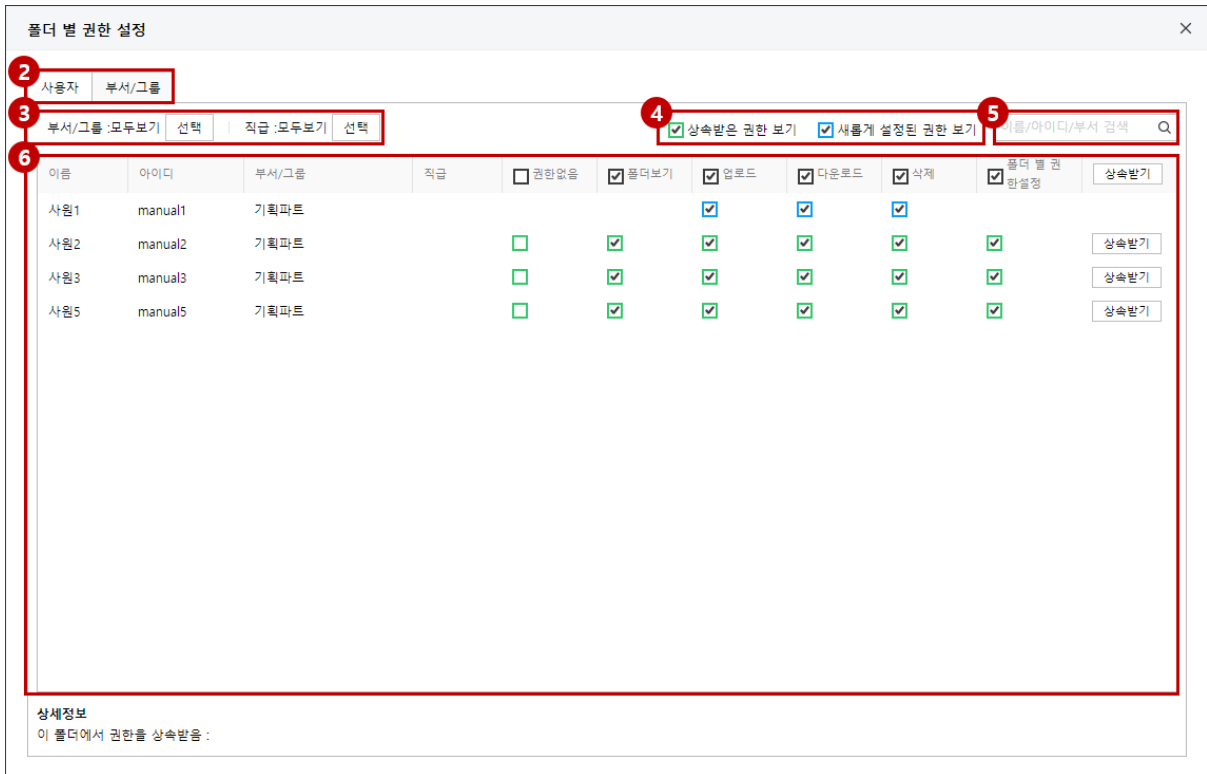 폴더 별 권한 설정
2
사용자 부서/그룹
3 4 5
부서/그룹 :모두보기 선택 직급 :모두보기 선택 상속받은 권한 보기 새롭게 설정된 권한 보기 이름/아이디/부서 검색
6
이름 아이디 부서/그룹 직급 권한없음 폴더보기 업로드 다운로드 삭제 폴더 별 권
한설정 상속받기
사원1 manual1 기획파트
사원2 manual2 기획파트 상속받기
사원3 manual3 기획파트 상속받기
사원5 manual5 기획파트 상속받기
상세정보
이 폴더에서 권한을 상속받음 :